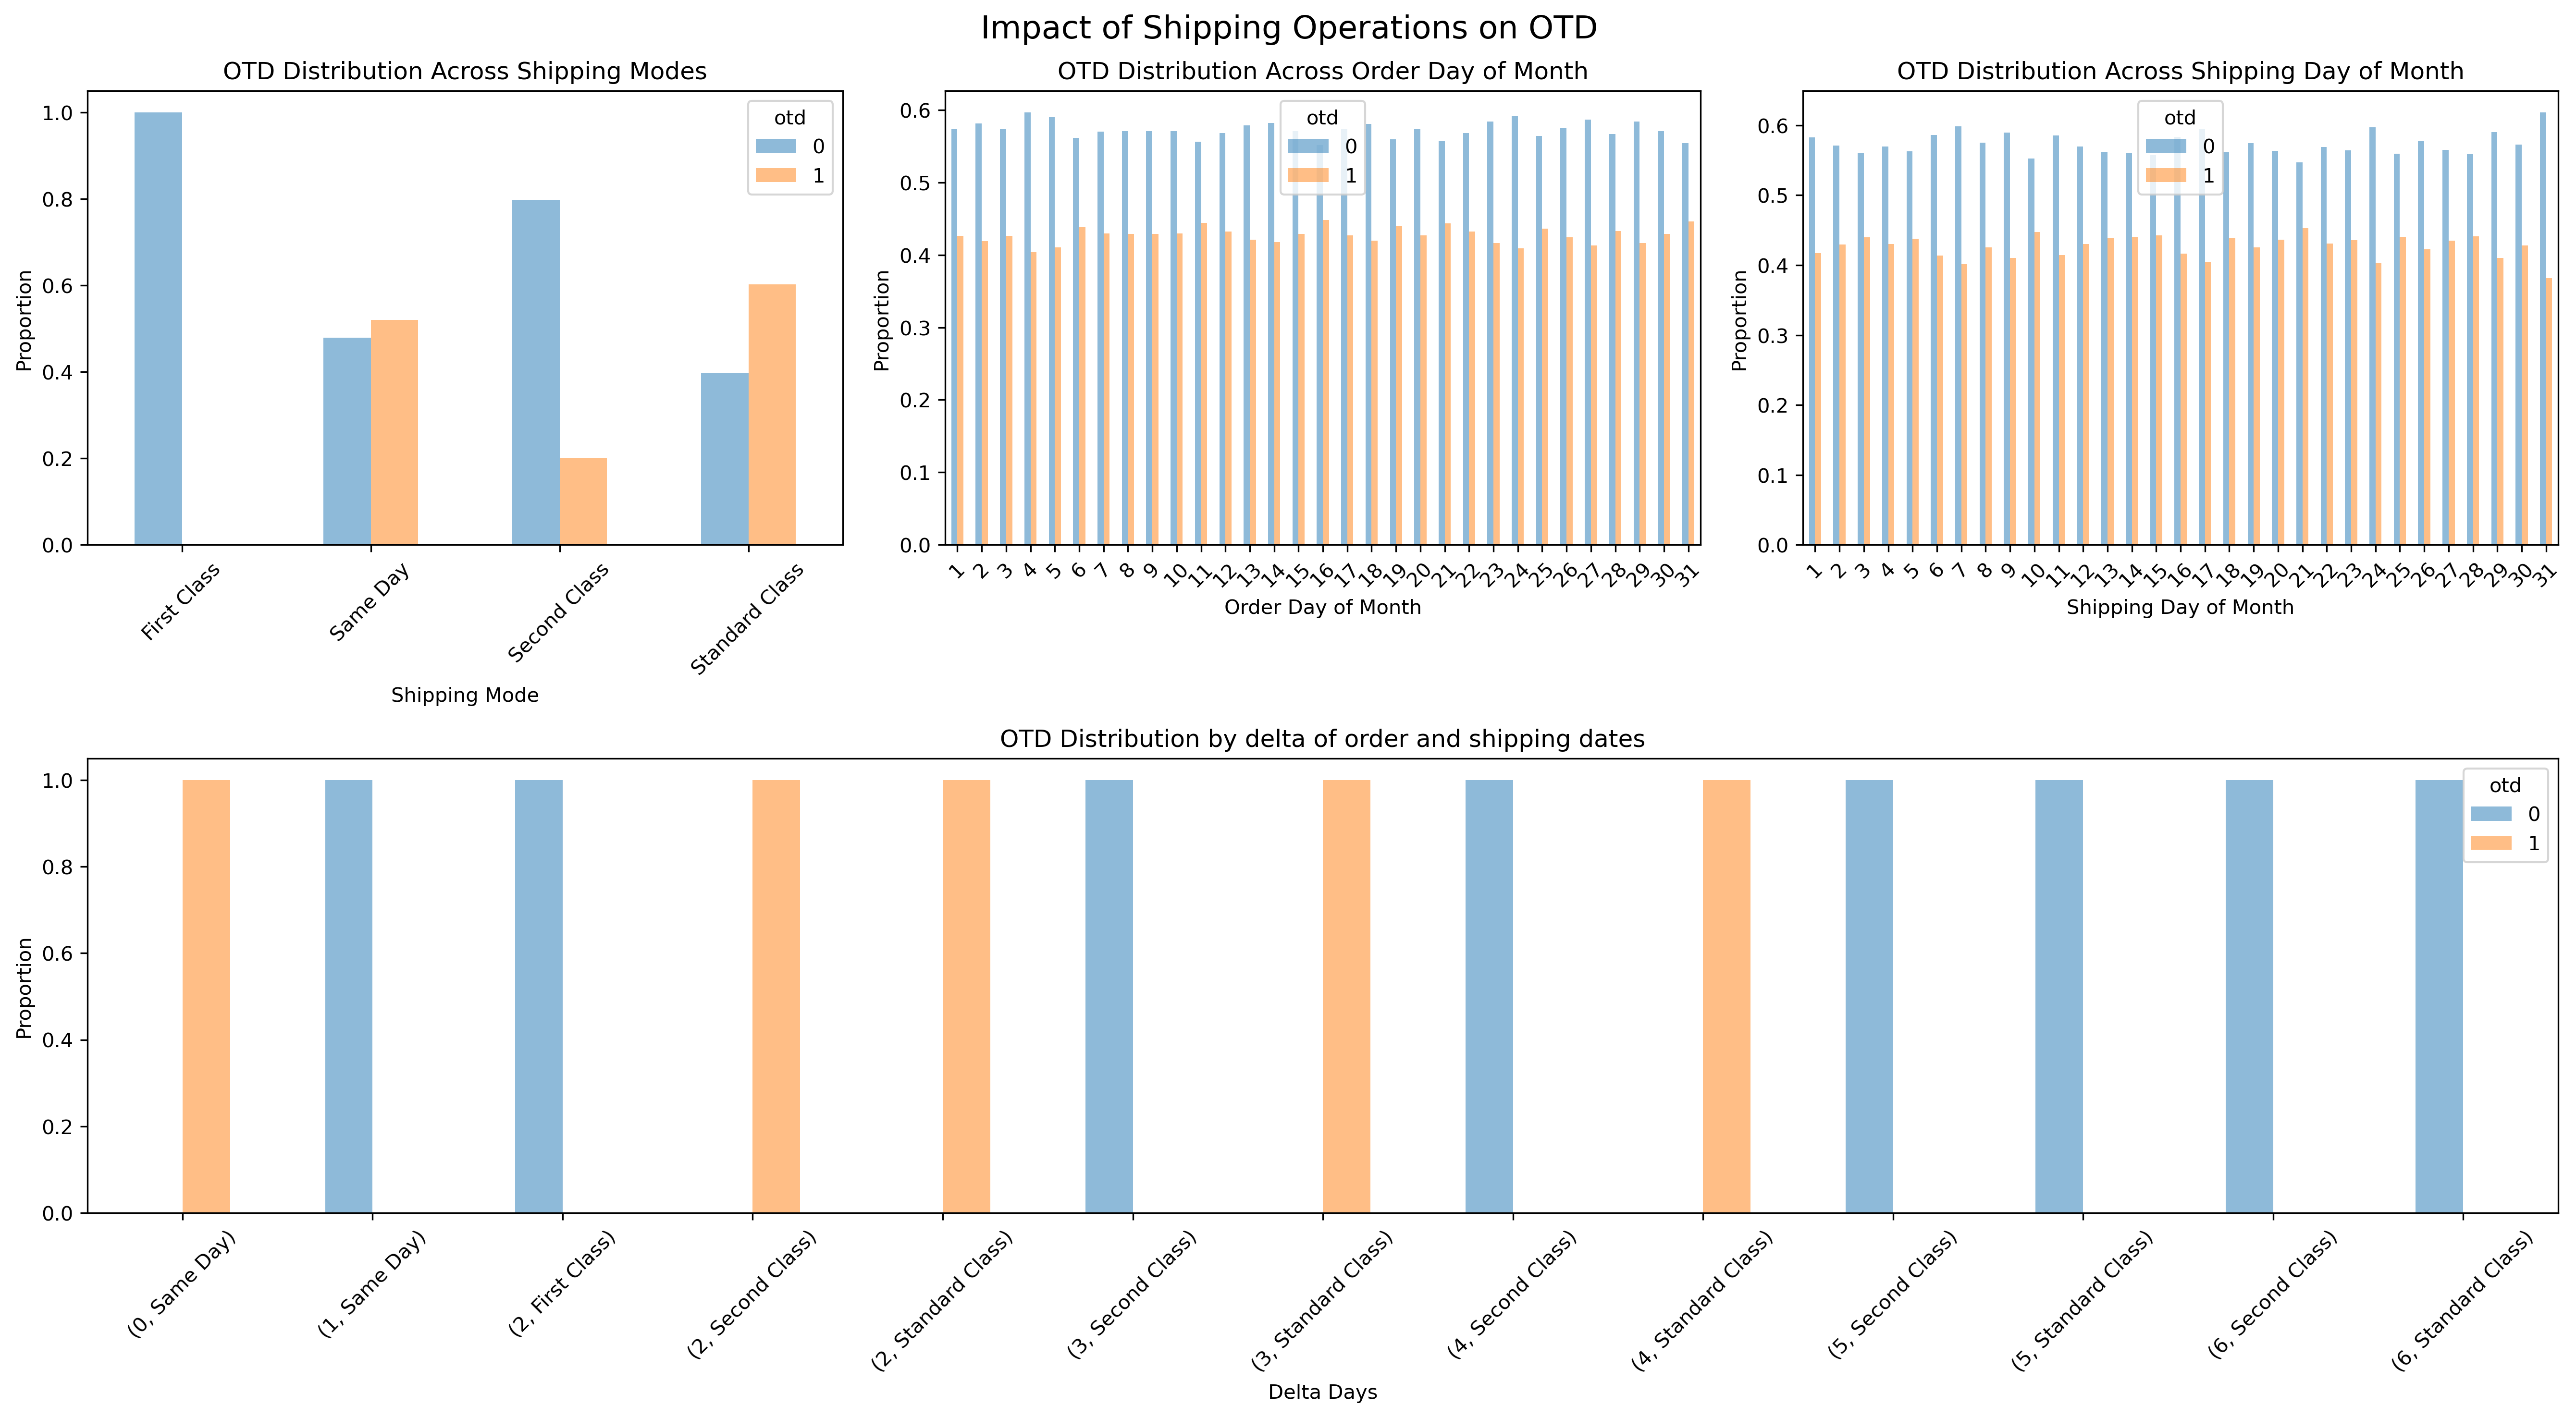 Impact of Shipping Operations on OTD
OTD Distribution Across Shipping Modes
1.0
0.8
0.6
0.4
0.2
0.0
Proportion
otd
0
1
First Class
Same Day
Second Class
Standard Class
Shipping Mode
OTD Distribution Across Order Day of Month
0.6
0.5
0.4
0.3
0.2
0.1
0.0
Proportion
otd
0
1
1 2 3 4 5 6 7 8 9 10 11 12 13 14 15 16 17 18 19 20 21 22 23 24 25 26 27 28 29 30 31
Order Day of Month
OTD Distribution Across Shipping Day of Month
0.6
0.5
0.4
0.3
0.2
0.1
0.0
Proportion
otd
0
1
1 2 3 4 5 6 7 8 9 10 11 12 13 14 15 16 17 18 19 20 21 22 23 24 25 26 27 28 29 30 31
Shipping Day of Month
OTD Distribution by delta of order and shipping dates
1.0
0.8
0.6
0.4
0.2
0.0
Proportion
otd
0
1
(0, Same Day)
(1, Same Day)
(2, First Class)
(2, Second Class)
(2, Standard Class)
(3, Second Class)
(3, Standard Class)
(4, Second Class)
(4, Standard Class)
(5, Second Class)
(5, Standard Class)
(6, Second Class)
(6, Standard Class)
Delta Days